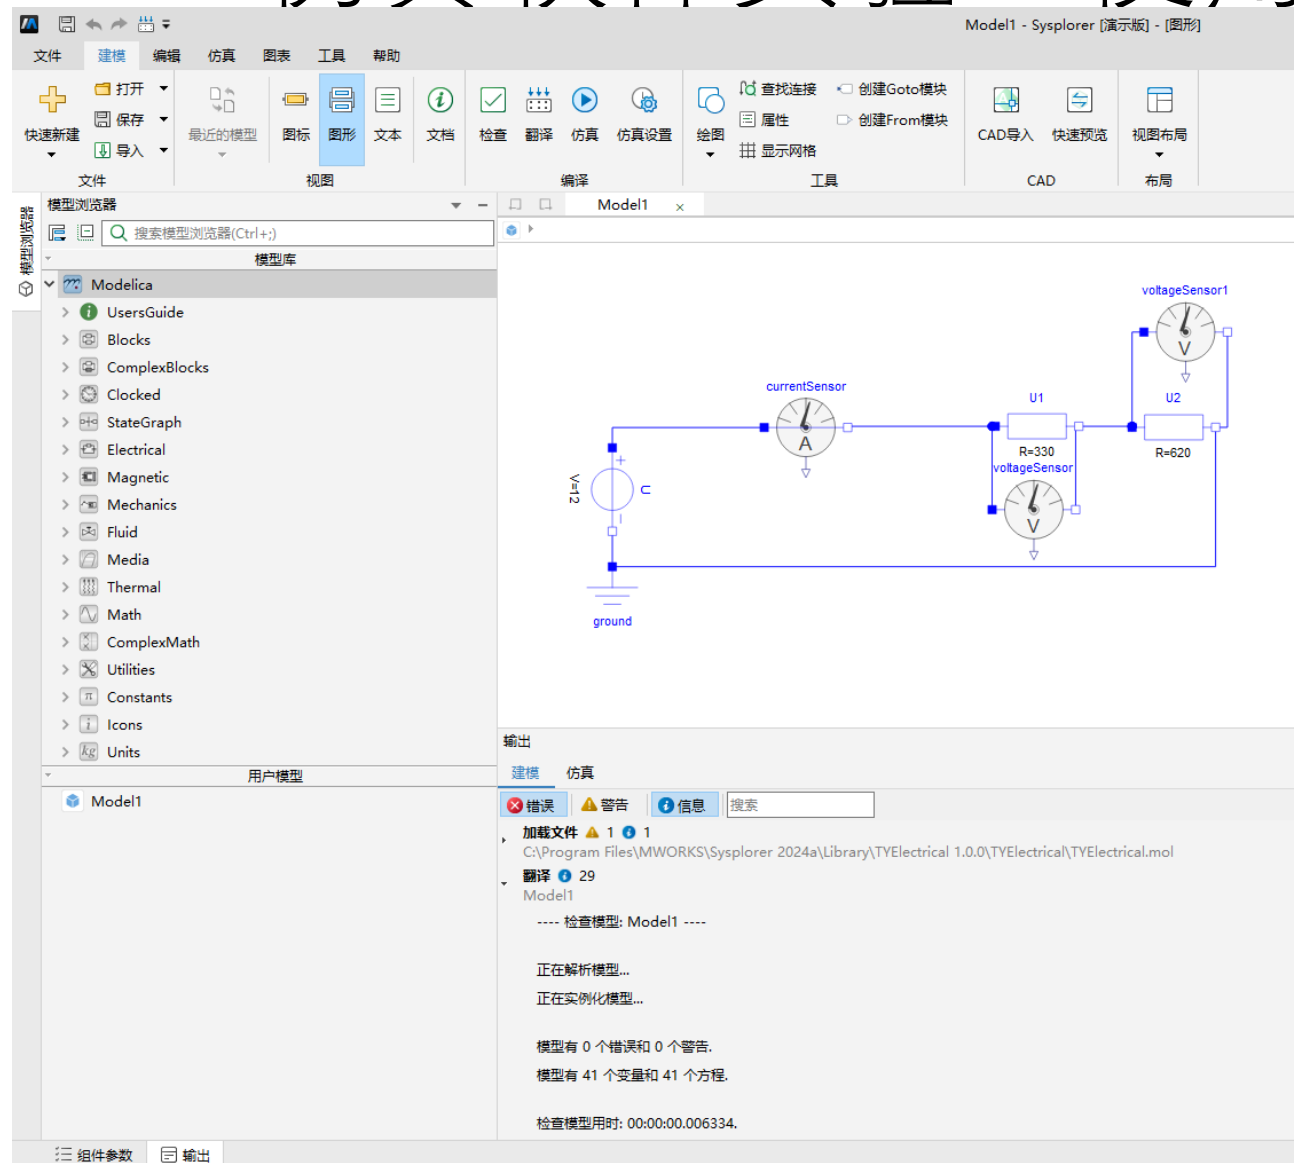 Model1 - Sysplorer [演示版] - [图形]
文件 建模 编辑 仿真 图表 工具 帮助
快速新建 打开 保存 导入 最近的模型 图标 图形 文本 文档 检查 翻译 仿真 仿真设置 绘图 查找连接 属性 显示网格 创建Goto模块 创建From模块 CAD导入 快速预览 视图布局
文件 视图 编译 工具 CAD 布局
模型浏览器
模型浏览器
搜索模型浏览器(Ctrl+;)
模型库
Modelica
UsersGuide
Blocks
ComplexBlocks
Clocked
StateGraph
Electrical
Magnetic
Mechanics
Fluid
Media
Thermal
Math
ComplexMath
Utilities
Constants
Icons
Units
用户模型
Model1
Model1
voltageSensor1
V
currentSensor
A
U1
U2
R=330
R=620
voltageSensor
V
V=12
U
ground
输出
建模 仿真
错误 警告 信息 搜索
加载文件 1 1
C:\Program Files\MWORKS\Sysplorer 2024a\Library\TYElectrical 1.0.0\TYElectrical\TYElectrical.mol
翻译 29
Model1
---- 检查模型: Model1 ----
正在解析模型...
正在实例化模型...
模型有 0 个错误和 0 个警告.
模型有 41 个变量和 41 个方程.
检查模型用时: 00:00:00.006334.
组件参数 输出